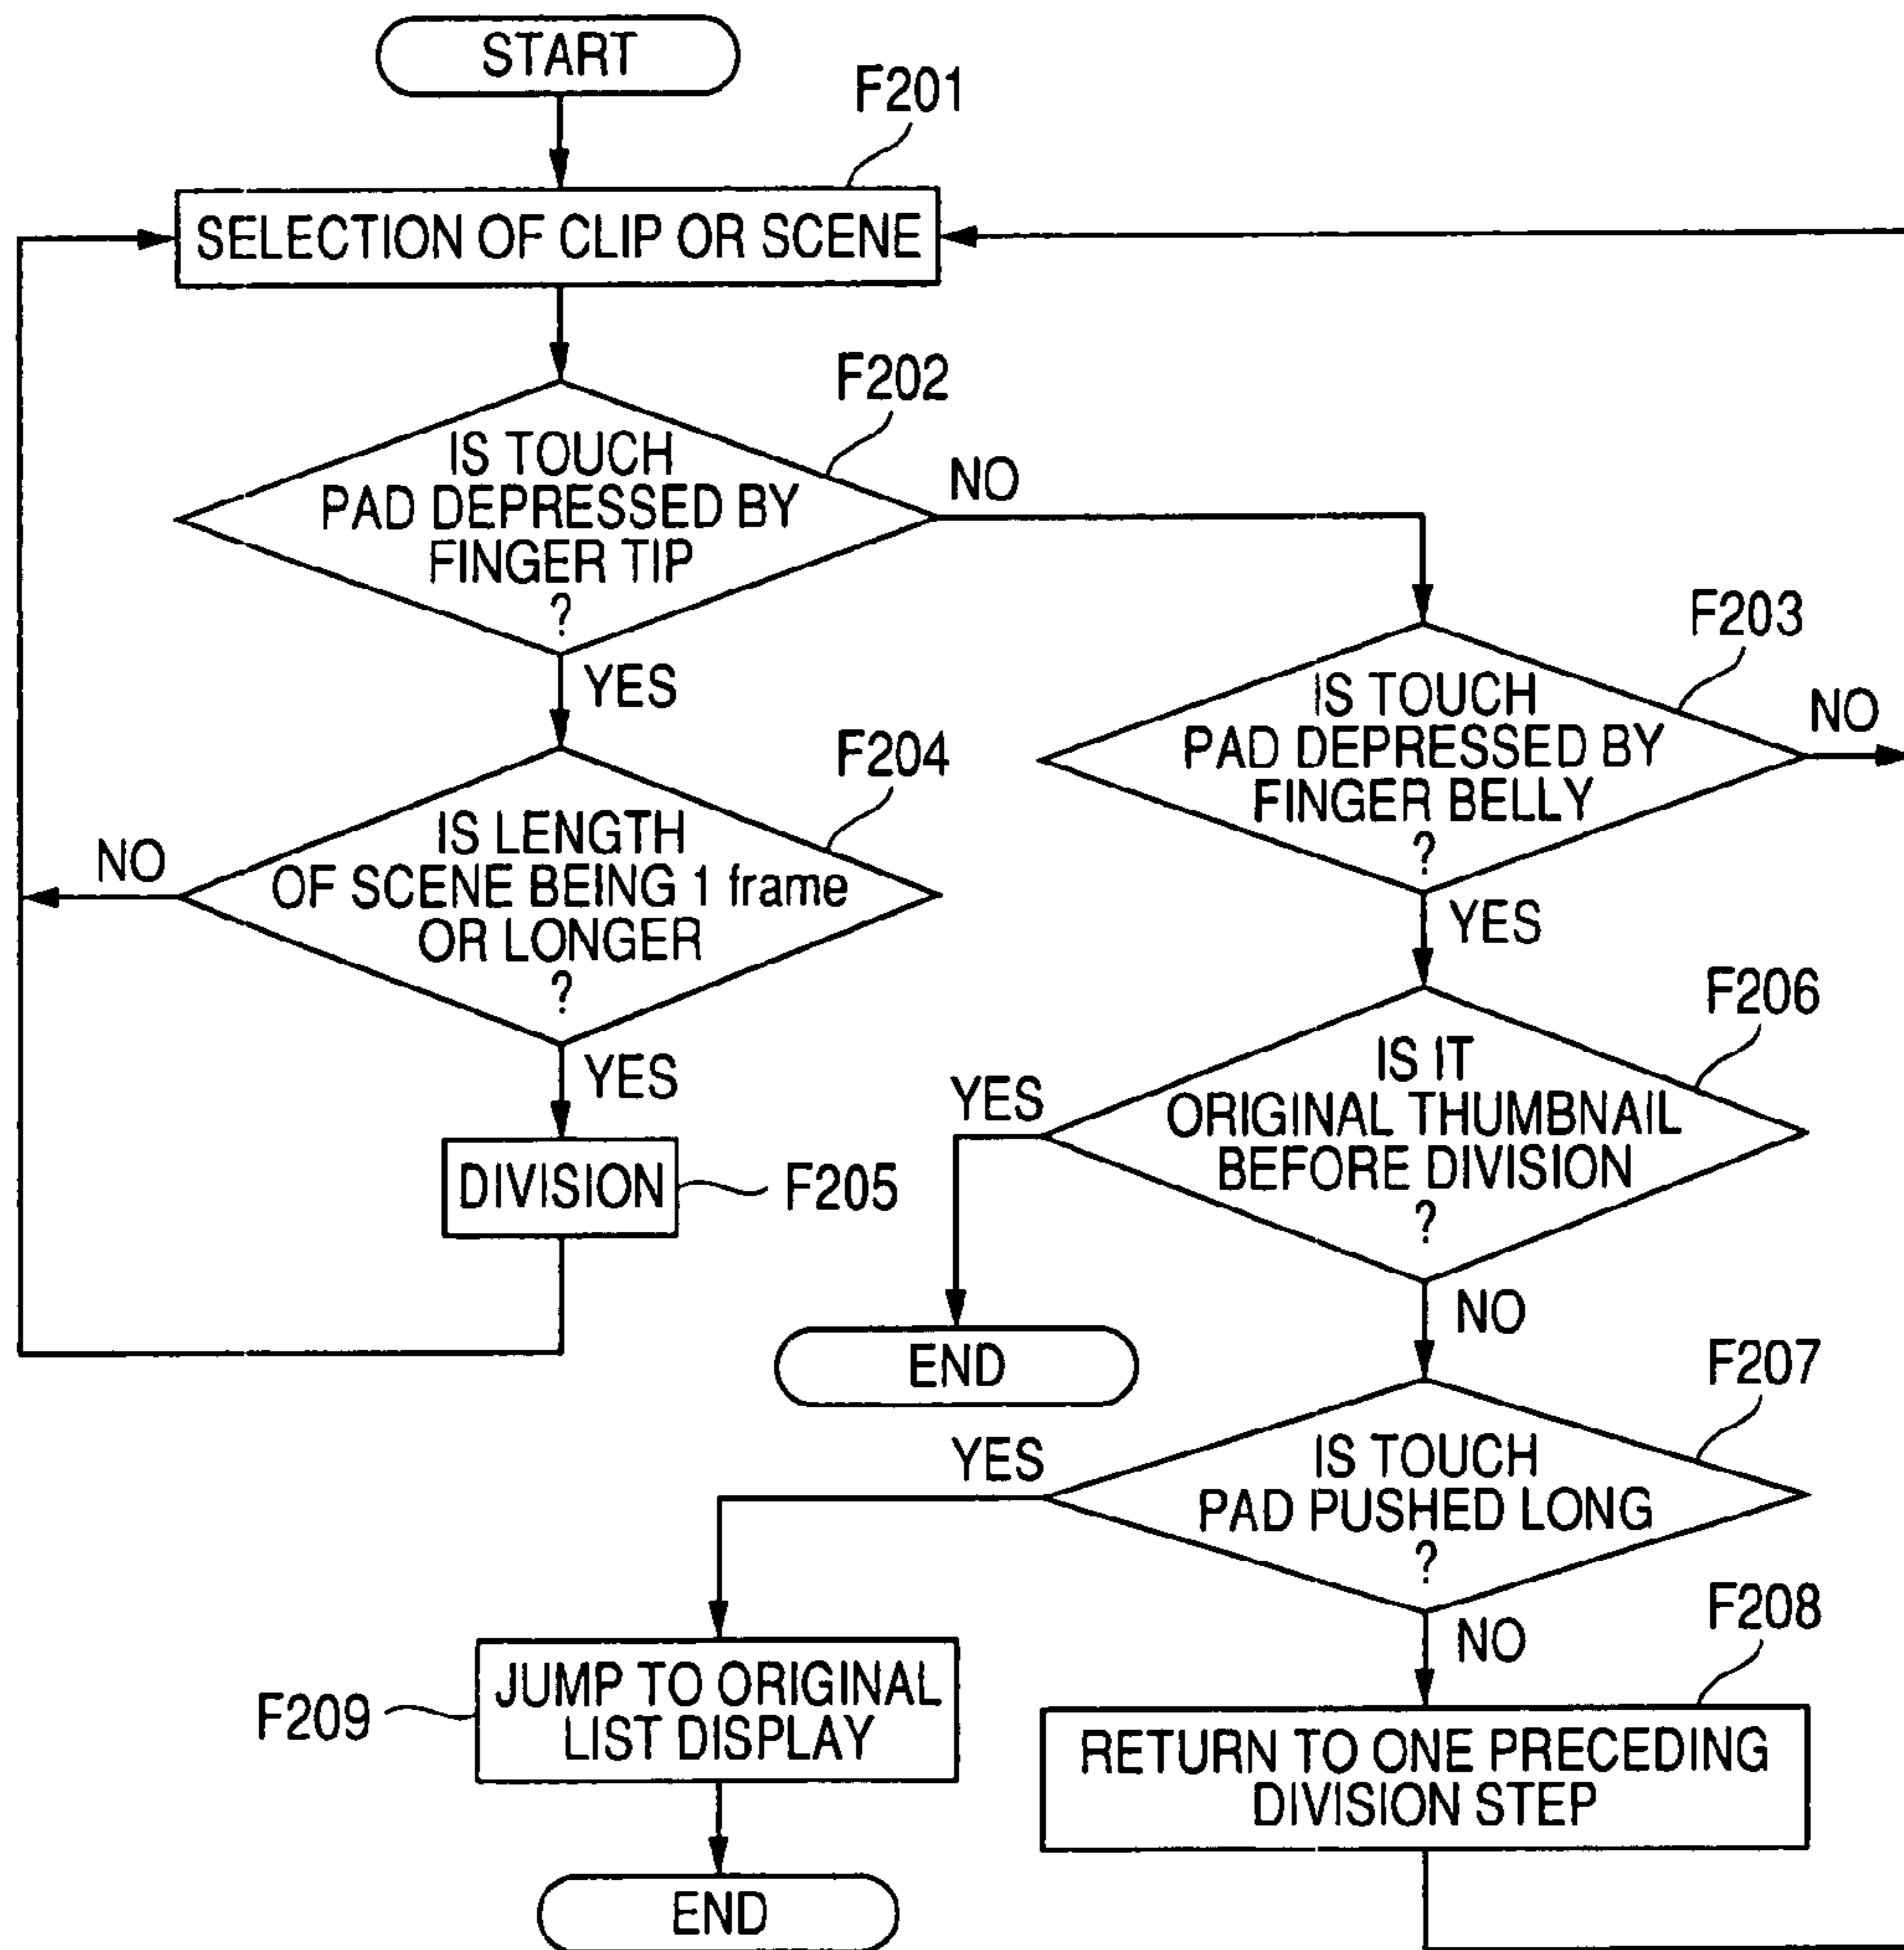 START
F201
SELECTION OF CLIP OR SCENE
F202
IS TOUCH
PAD DEPRESSED BY
FINGER TIP
?
NO
YES
F203
IS TOUCH
PAD DEPRESSED BY
FINGER BELLY
?
NO
YES
F204
IS LENGTH
OF SCENE BEING 1 frame
OR LONGER
?
NO
YES
DIVISION
F205
F206
IS IT
ORIGINAL THUMBNAIL
BEFORE DIVISION
?
YES
NO
END
F207
IS TOUCH
PAD PUSHED LONG
?
YES
NO
F208
RETURN TO ONE PRECEDING
DIVISION STEP
F209
JUMP TO ORIGINAL
LIST DISPLAY
END